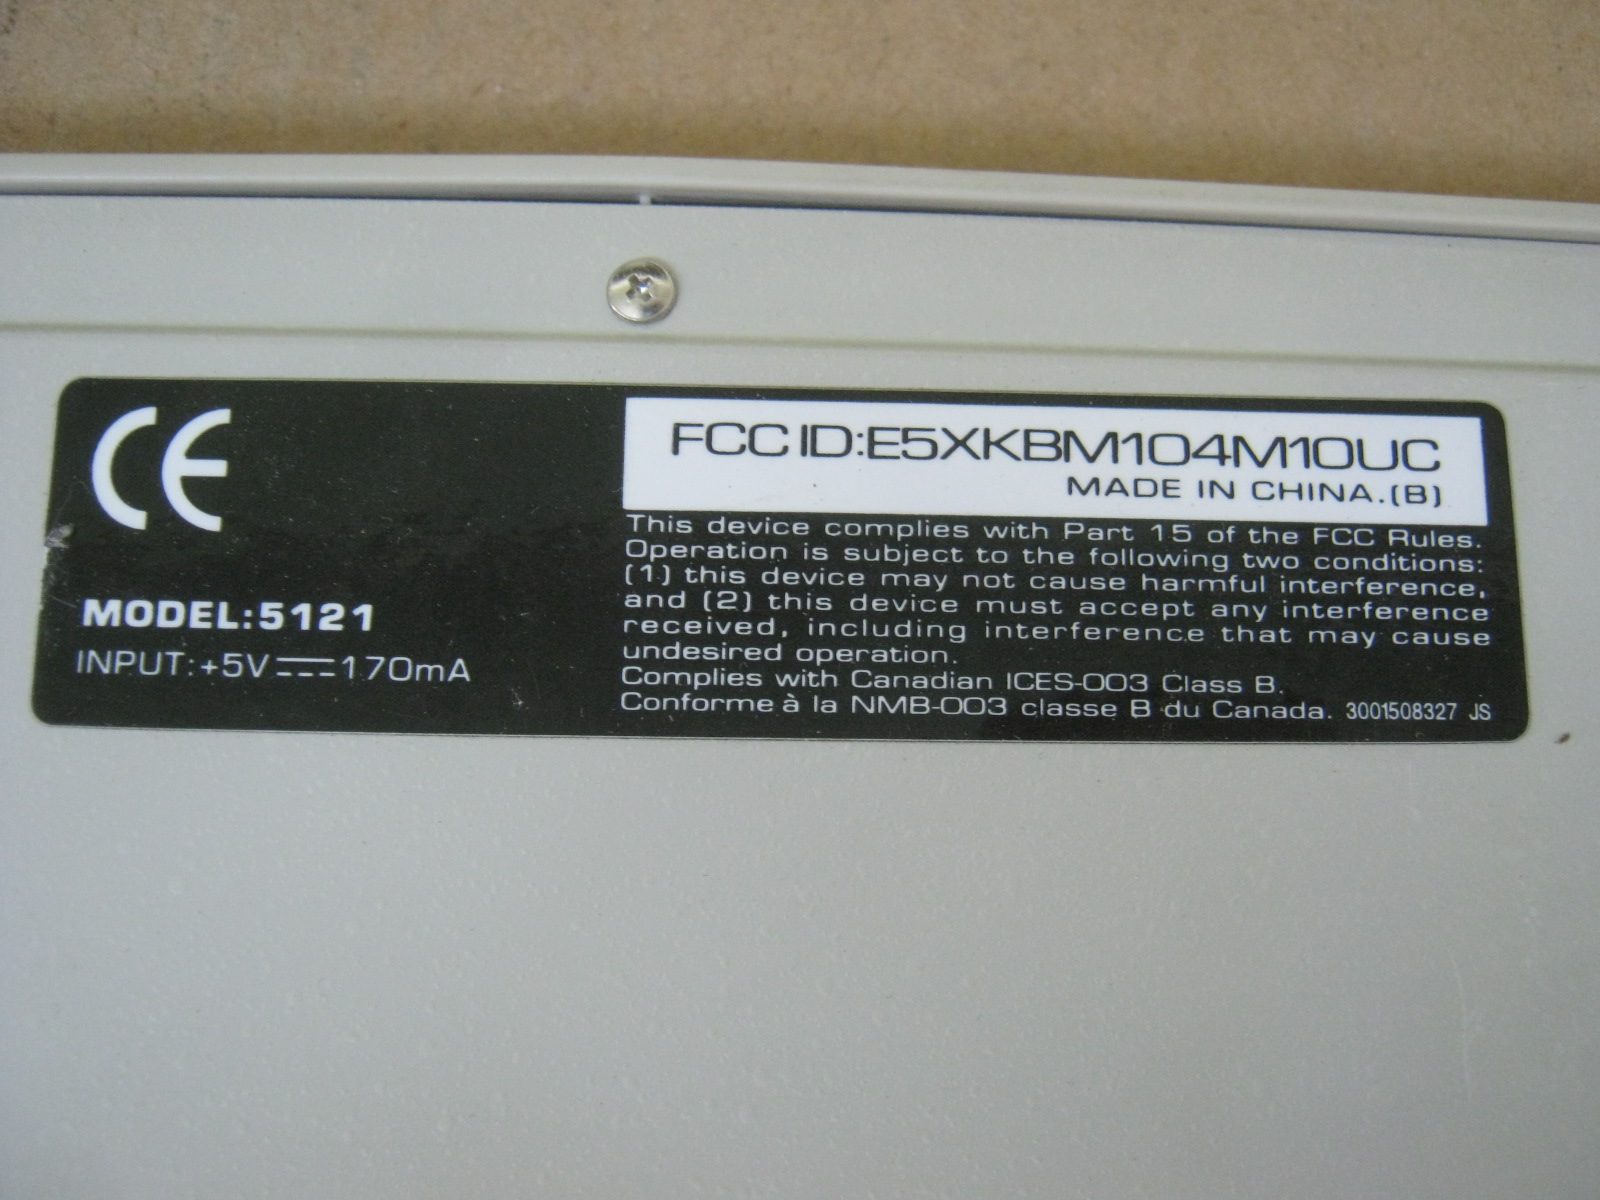 CE
MODEL:5121
INPUT:+5V⎓170mA
FCC ID:E5XKBM104M10UC
MADE IN CHINA.(B)
This device complies with Part 15 of the FCC Rules.
Operation is subject to the following two conditions:
(1) this device may not cause harmful interference,
and (2) this device must accept any interference
received, including interference that may cause
undesired operation.
Complies with Canadian ICES-003 Class B.
Conforme à la NMB-003 classe B du Canada. 3001508327 JS